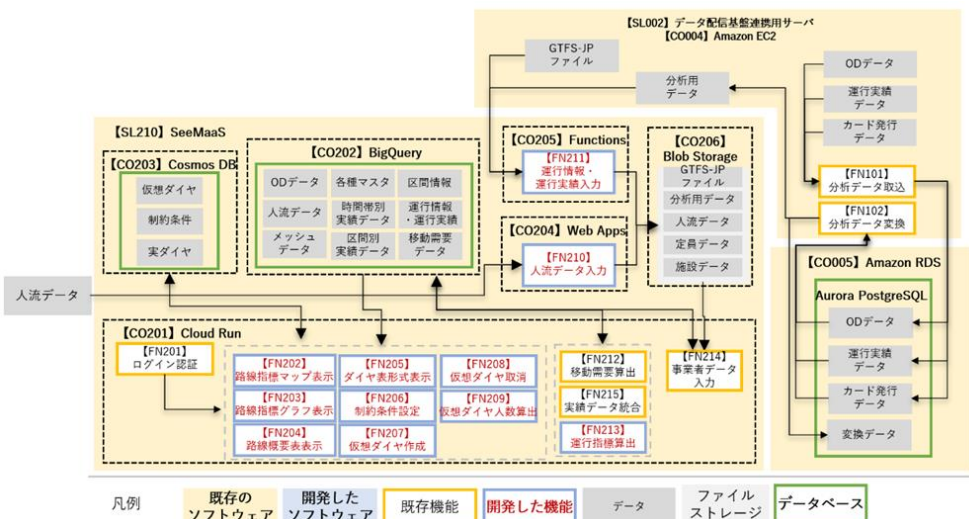 【SL002】データ配信基盤連携用サーバ
【CO004】Amazon EC2
GTFS-JP
ファイル
分析用
データ
ODデータ
運行実績
データ
カード発行
データ
【FN101】
分析データ取込
【FN102】
分析データ変換
【SL210】SeeMaaS
【CO203】Cosmos DB
仮想ダイヤ
制約条件
実ダイヤ
【CO202】BigQuery
ODデータ
各種マスタ
区間情報
人流データ
時間帯別
実績データ
運行情報
・運行実績
メッシュ
データ
区間別
実績データ
移動需要
データ
【CO205】Functions
【FN211】
運行情報・
運行実績入力
【CO204】Web Apps
【FN210】
人流データ入力
【CO206】
Blob Storage
GTFS-JP
ファイル
分析用データ
人流データ
定員データ
施設データ
【CO005】Amazon RDS
Aurora PostgreSQL
ODデータ
運行実績
データ
カード発行
データ
変換データ
人流データ
【CO201】Cloud Run
【FN201】
ログイン認証
【FN202】
路線指標マップ表示
【FN203】
路線指標グラフ表示
【FN204】
路線概要表表示
【FN205】
ダイヤ表形式表示
【FN206】
制約条件設定
【FN207】
仮想ダイヤ作成
【FN208】
仮想ダイヤ取消
【FN209】
仮想ダイヤ人数算出
【FN212】
移動需要算出
【FN215】
実績データ統合
【FN213】
運行指標算出
【FN214】
事業者データ
入力
凡例
既存の
ソフトウェア
開発した
ソフトウェア
既存機能
開発した機能
データ
ファイル
ストレージ
データベース